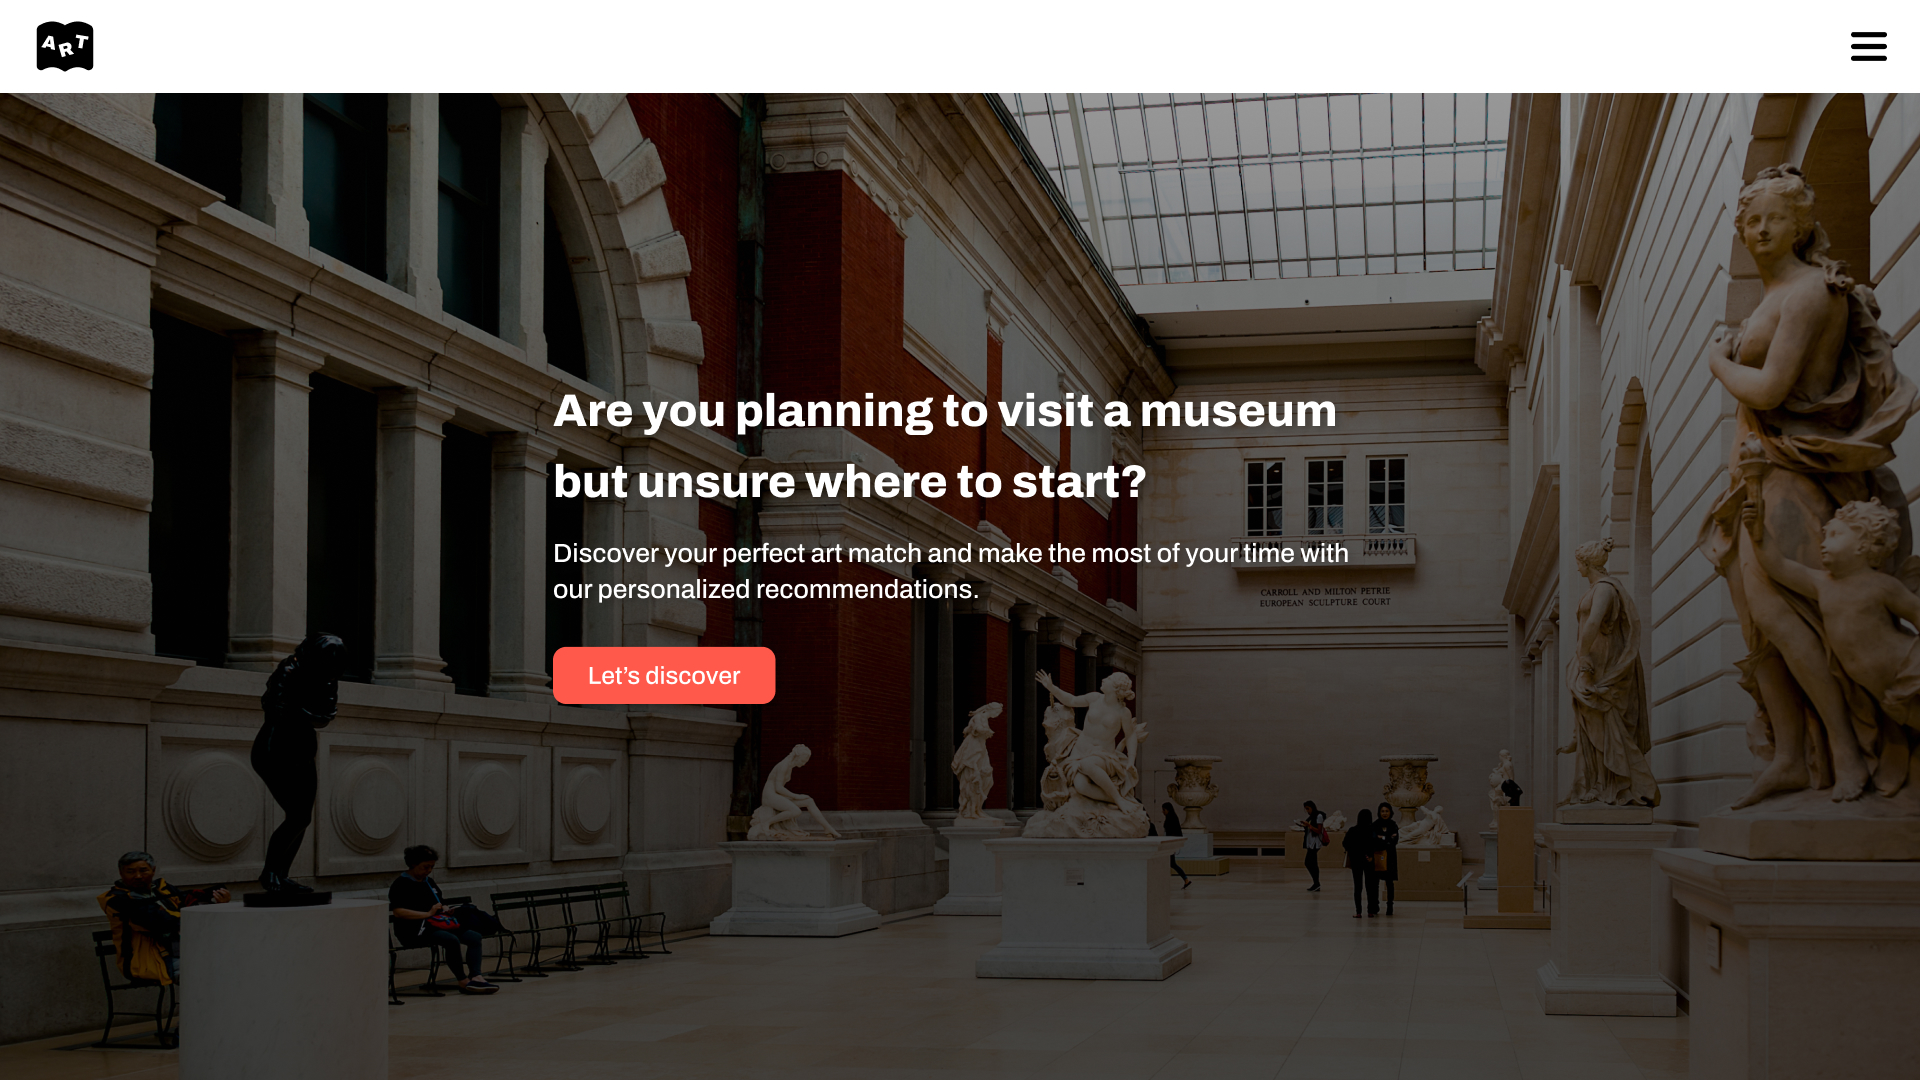 ART
Are you planning to visit a museum
but unsure where to start?
Discover your perfect art match and make the most of your time with
our personalized recommendations.
CARROLL AND MILTON PETRIE
EUROPEAN SCULPTURE COURT
Let’s discover